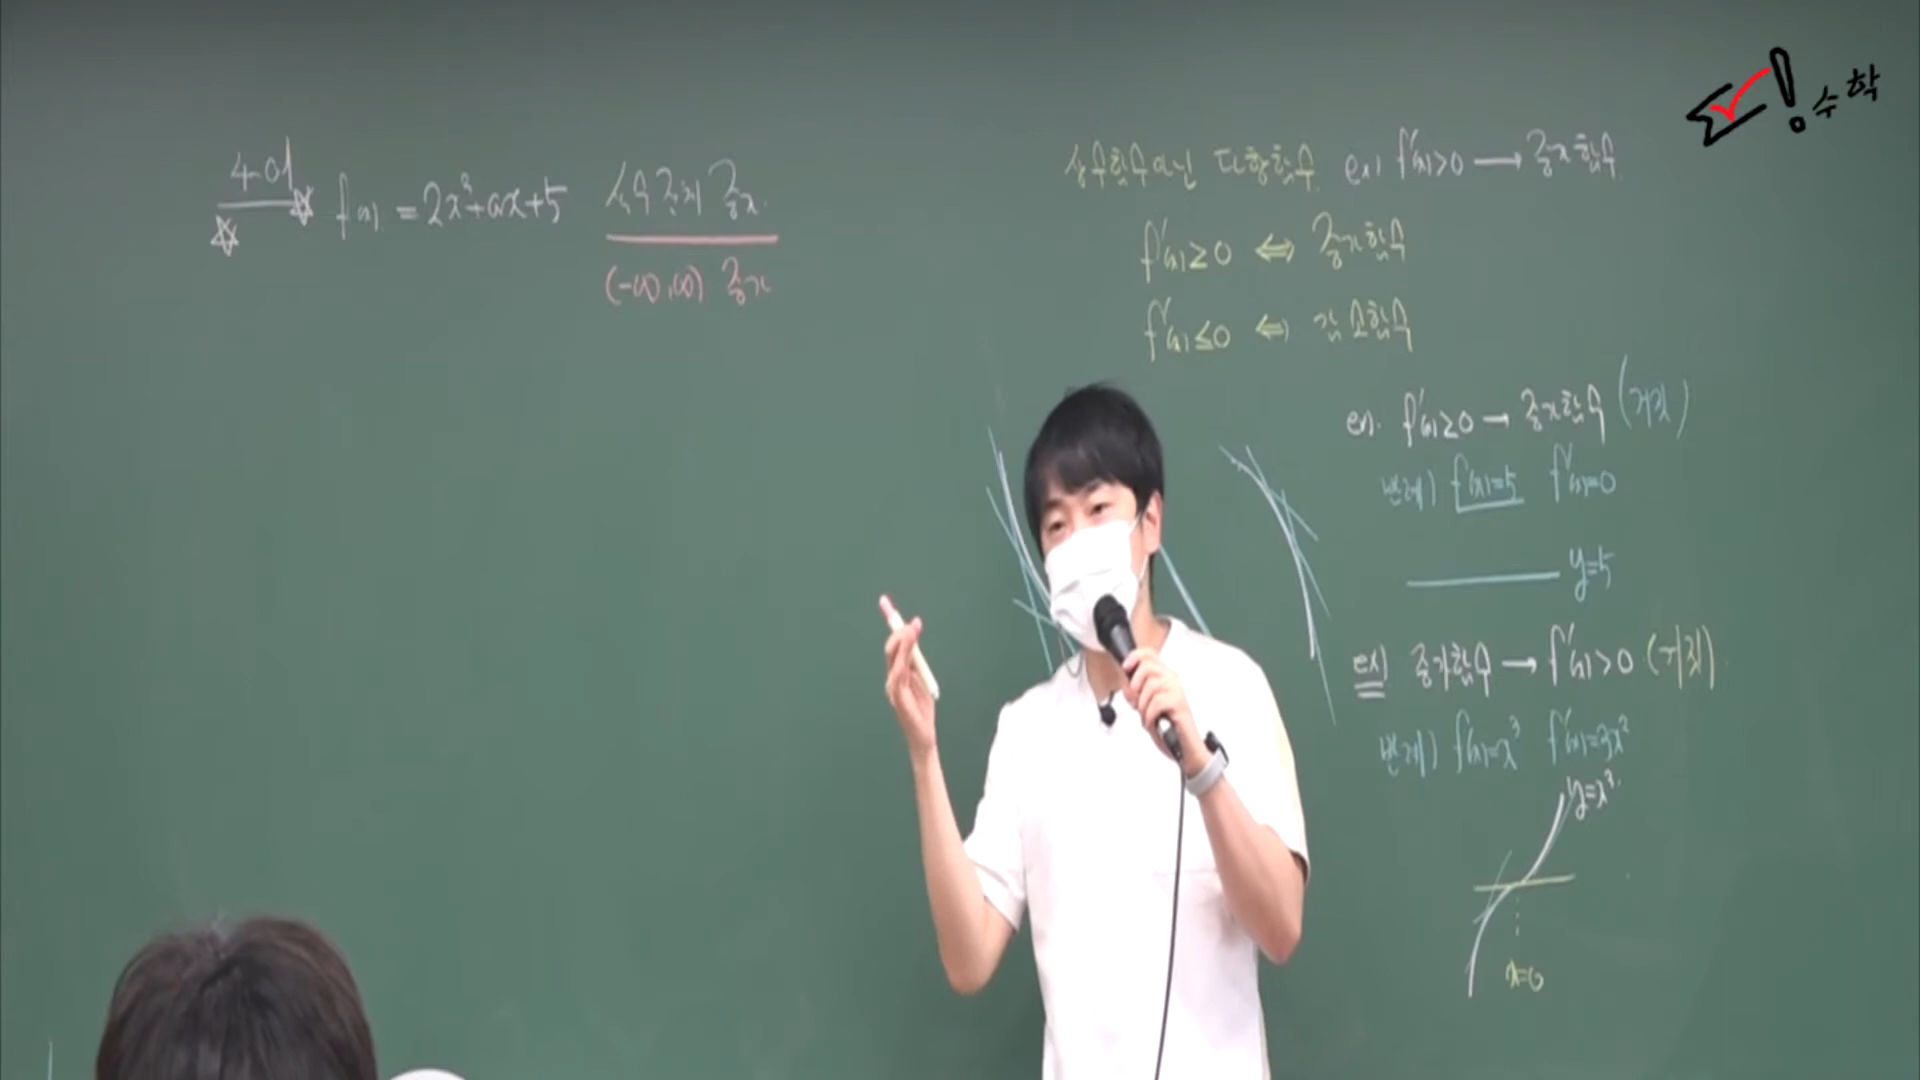 수학
4-01
f(x) = 2x³+ax+5 실수 전체 증가.
(-∞,∞) 증가
상수함수아닌 다항함수. ex) f'(x)>0 → 증가함수
f'(x)≥0 ⇔ 증가함수
f'(x)≤0 ⇔ 감소함수
ex). f'(x)≥0 → 증가함수 (거짓)
반례) f(x)=5 f'(x)=0
y=5
ex) 증가함수 → f'(x)>0 (거짓).
반례) f(x)=x³ f'(x)=3x²
y=x³.
x=0